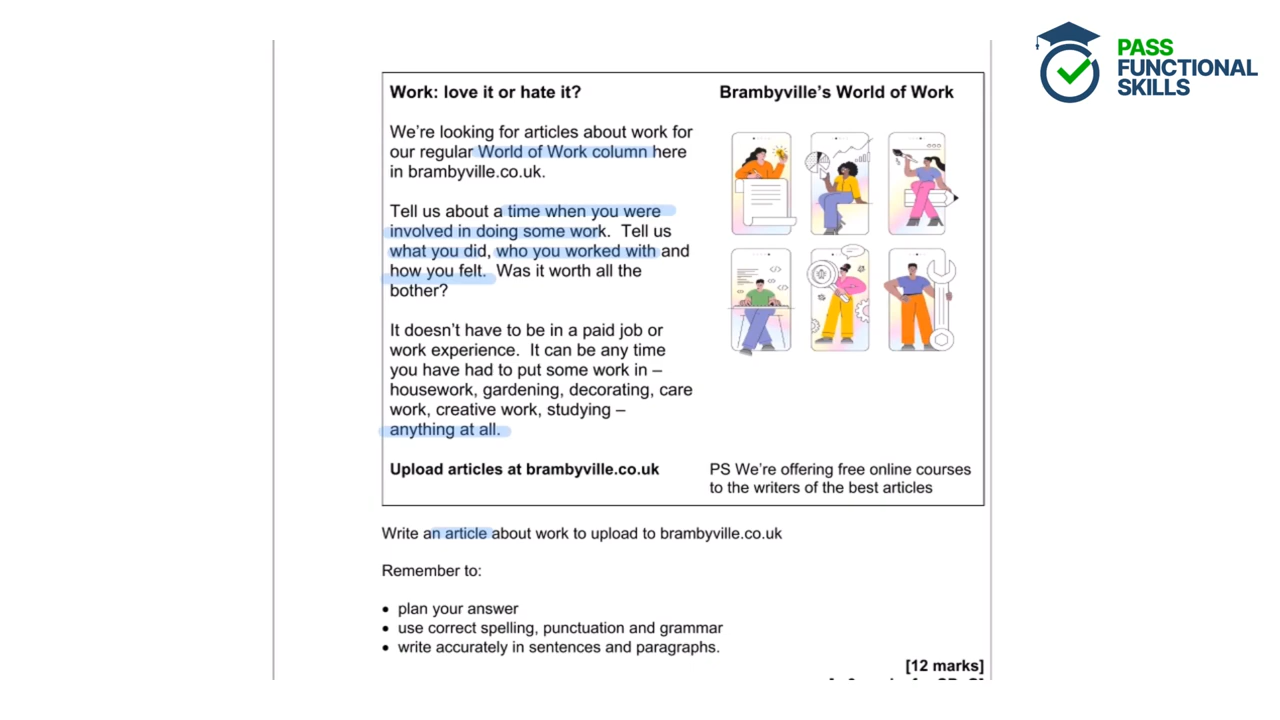 PASS
FUNCTIONAL
SKILLS
Work: love it or hate it?
We're looking for articles about work for
our regular World of Work column here
in brambyville.co.uk.
Tell us about a time when you were
involved in doing some work. Tell us
what you did, who you worked with and
how you felt. Was it worth all the
bother?
It doesn't have to be in a paid job or
work experience. It can be any time
you have had to put some work in –
housework, gardening, decorating, care
work, creative work, studying –
anything at all.
Upload articles at brambyville.co.uk
Brambyville's World of Work
PS We're offering free online courses
to the writers of the best articles
Write an article about work to upload to brambyville.co.uk
Remember to:
• plan your answer
• use correct spelling, punctuation and grammar
• write accurately in sentences and paragraphs.
[12 marks]